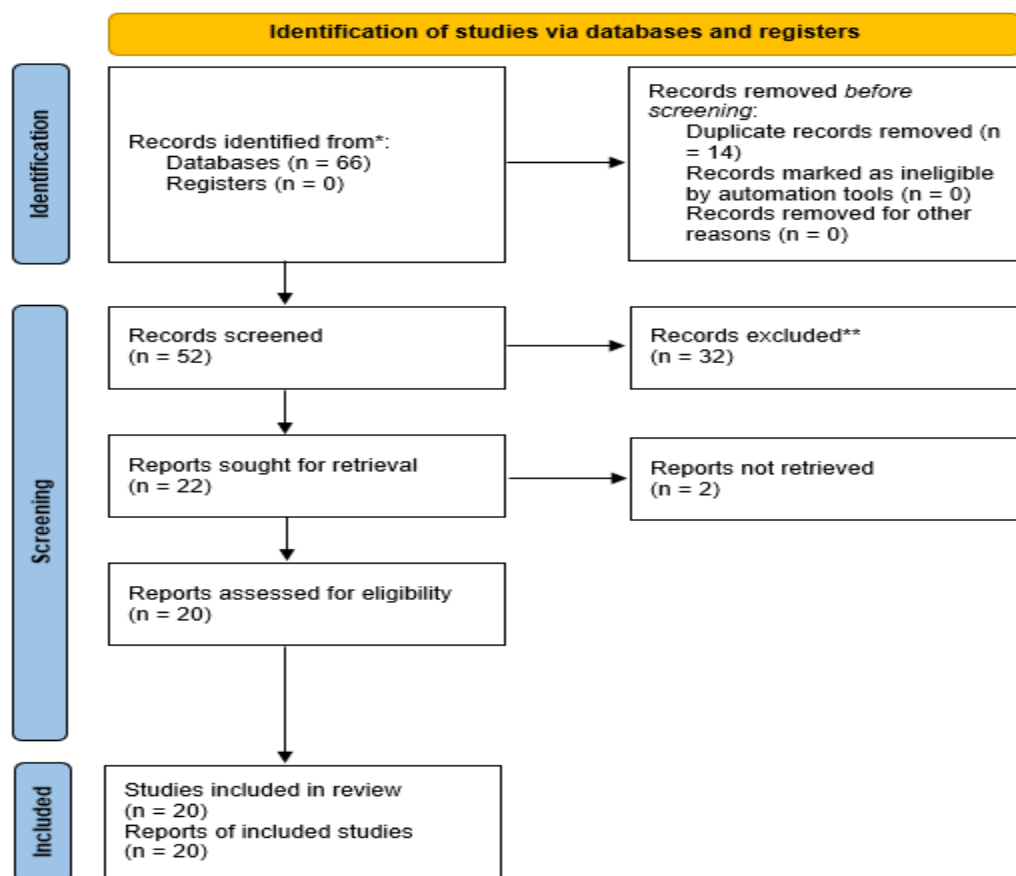 Identification of studies via databases and registers
Identification
Records identified from*:
Databases (n = 66)
Registers (n = 0)
Records removed before
screening:
Duplicate records removed (n
= 14)
Records marked as ineligible
by automation tools (n = 0)
Records removed for other
reasons (n = 0)
Screening
Records screened
(n = 52)
Records excluded**
(n = 32)
Reports sought for retrieval
(n = 22)
Reports not retrieved
(n = 2)
Reports assessed for eligibility
(n = 20)
Included
Studies included in review
(n = 20)
Reports of included studies
(n = 20)